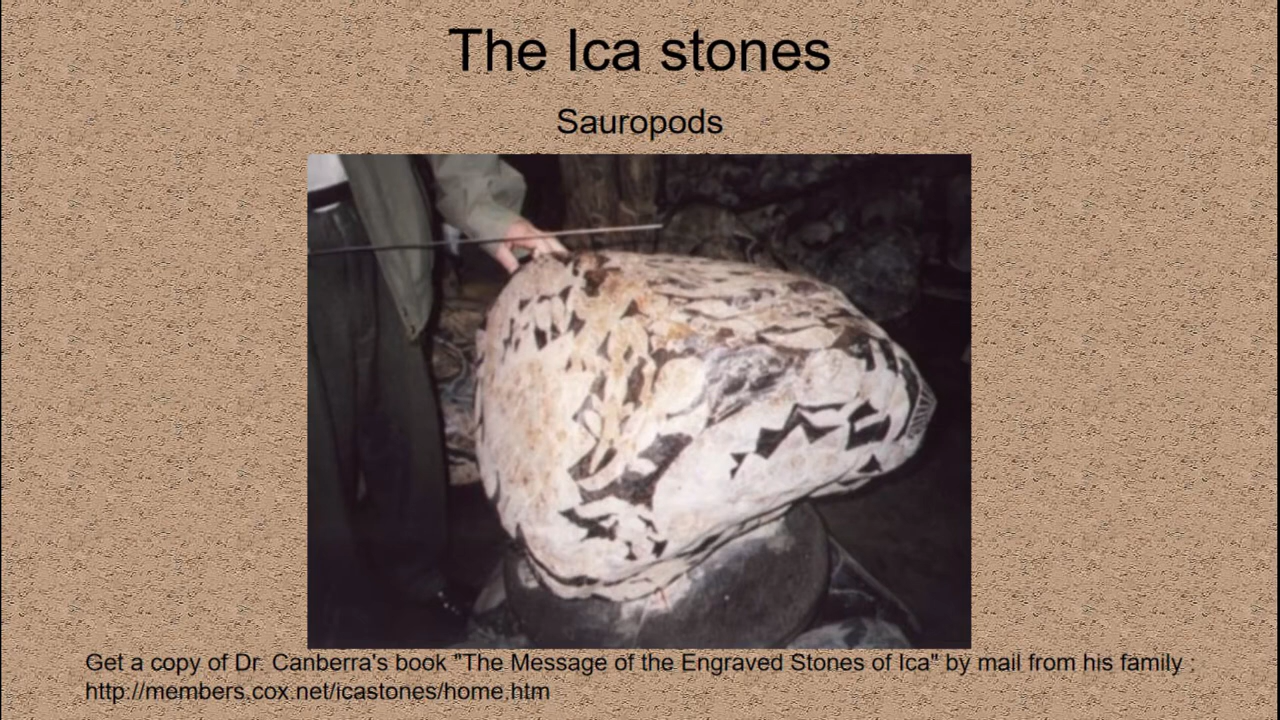 The Ica stones
Sauropods
Get a copy of Dr. Canberra's book "The Message of the Engraved Stones of Ica" by mail from his family :
http://members.cox.net/icastones/home.htm